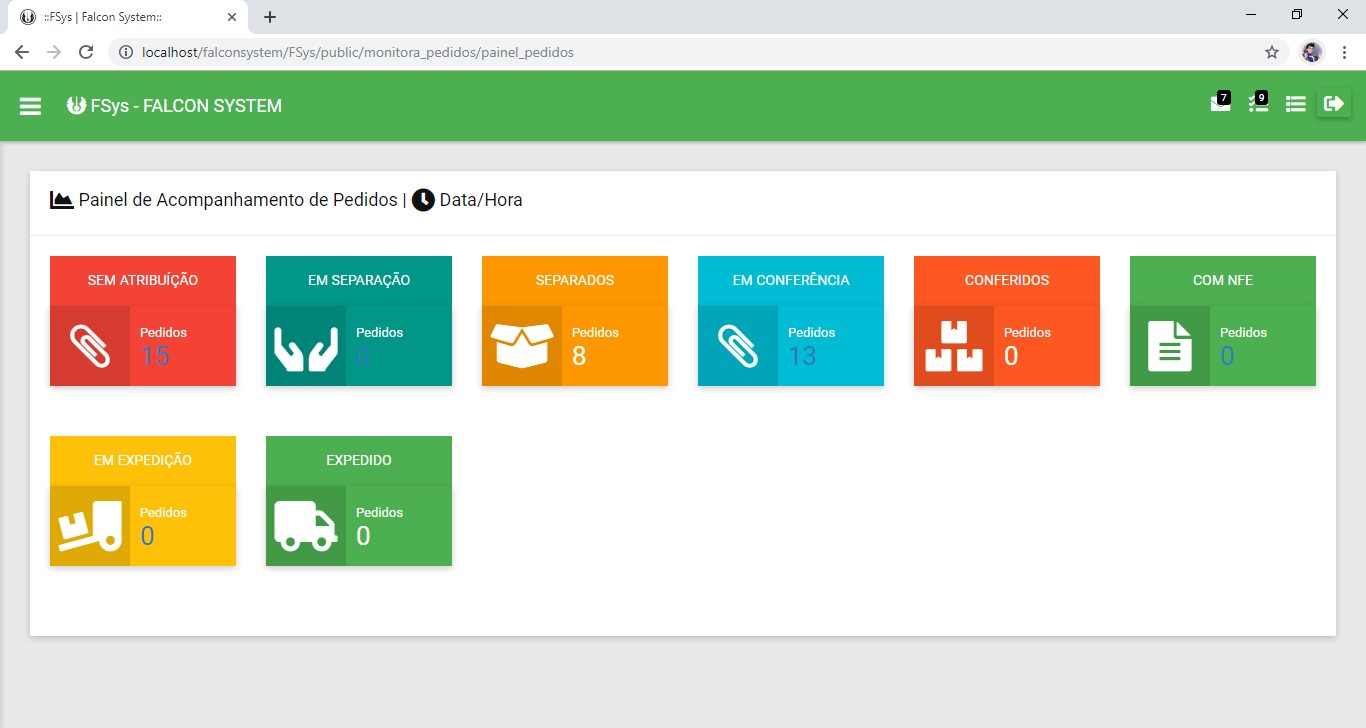 ::FSys | Falcon System::
localhost/falconsystem/FSys/public/monitora_pedidos/painel_pedidos
FSys - FALCON SYSTEM
7
9
Painel de Acompanhamento de Pedidos | Data/Hora
SEM ATRIBUÍÇÃO
Pedidos
15
EM SEPARAÇÃO
Pedidos
SEPARADOS
Pedidos
8
EM CONFERÊNCIA
Pedidos
13
CONFERIDOS
Pedidos
0
COM NFE
Pedidos
0
EM EXPEDIÇÃO
Pedidos
0
EXPEDIDO
Pedidos
0